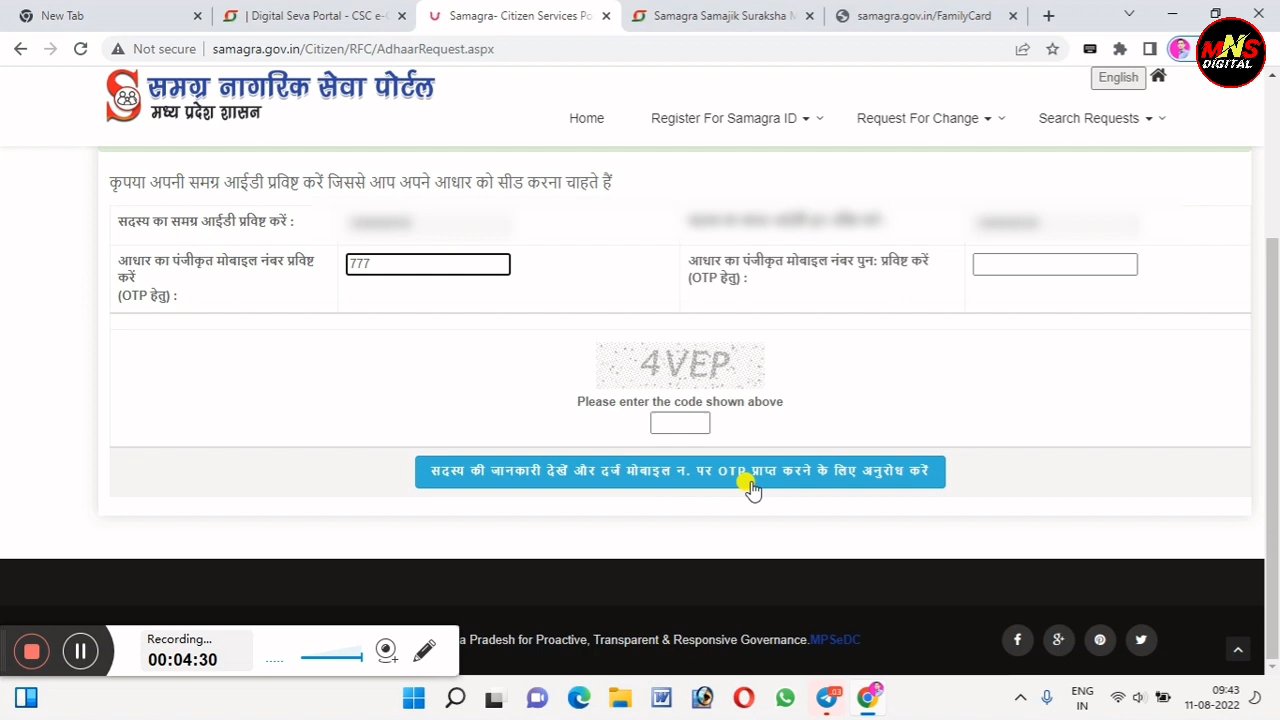 New Tab
| Digital Seva Portal - CSC e-G
Samagra- Citizen Services Po
Samagra Samajik Suraksha M
samagra.gov.in/FamilyCard
Not secure
samagra.gov.in/Citizen/RFC/AdhaarRequest.aspx
MNS
DIGITAL
समग्र नागरिक सेवा पोर्टल
मध्य प्रदेश शासन
English
Home
Register For Samagra ID
Request For Change
Search Requests
कृपया अपनी समग्र आईडी प्रविष्ट करें जिससे आप अपने आधार को सीड करना चाहते हैं
सदस्य का समग्र आईडी प्रविष्ट करें :
आधार का पंजीकृत मोबाइल नंबर प्रविष्ट
करें
(OTP हेतु) :
777
आधार का पंजीकृत मोबाइल नंबर पुन: प्रविष्ट करें
(OTP हेतु) :
4VEP
Please enter the code shown above
सदस्य की जानकारी देखें और दर्ज मोबाइल न. पर OTP प्राप्त करने के लिए अनुरोध करें
Recording...
00:04:30
a Pradesh for Proactive, Transparent & Responsive Governance.MPSeDC
03
ENG
IN
09:43
11-08-2022